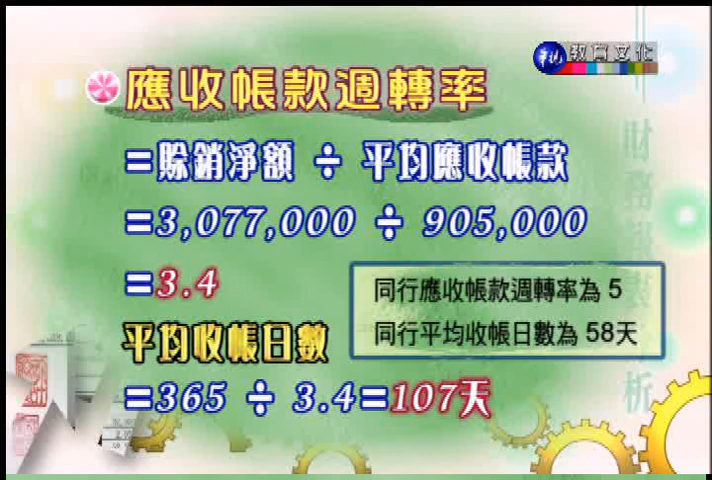 華視 教育文化
應收帳款週轉率
=賒銷淨額 ÷ 平均應收帳款
=3,077,000 ÷ 905,000
=3.4
同行應收帳款週轉率為 5
同行平均收帳日數為 58天
平均收帳日數
=365 ÷ 3.4=107天